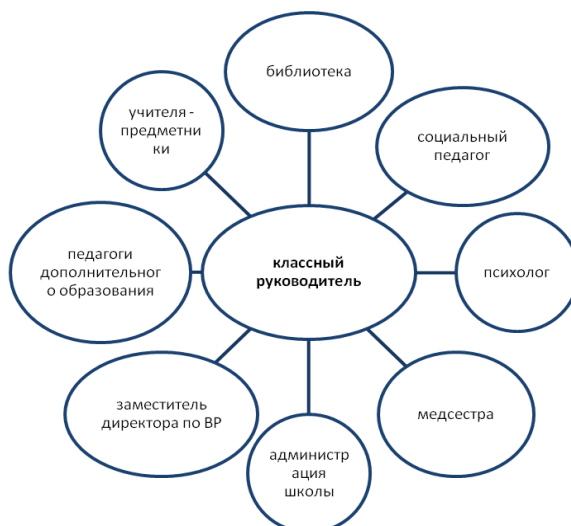 библиотека
учителя -
предметни
ки
социальный
педагог
педагоги
дополнительног
о образования
классный
руководитель
психолог
заместитель
директора по ВР
медсестра
администр
ация
школы